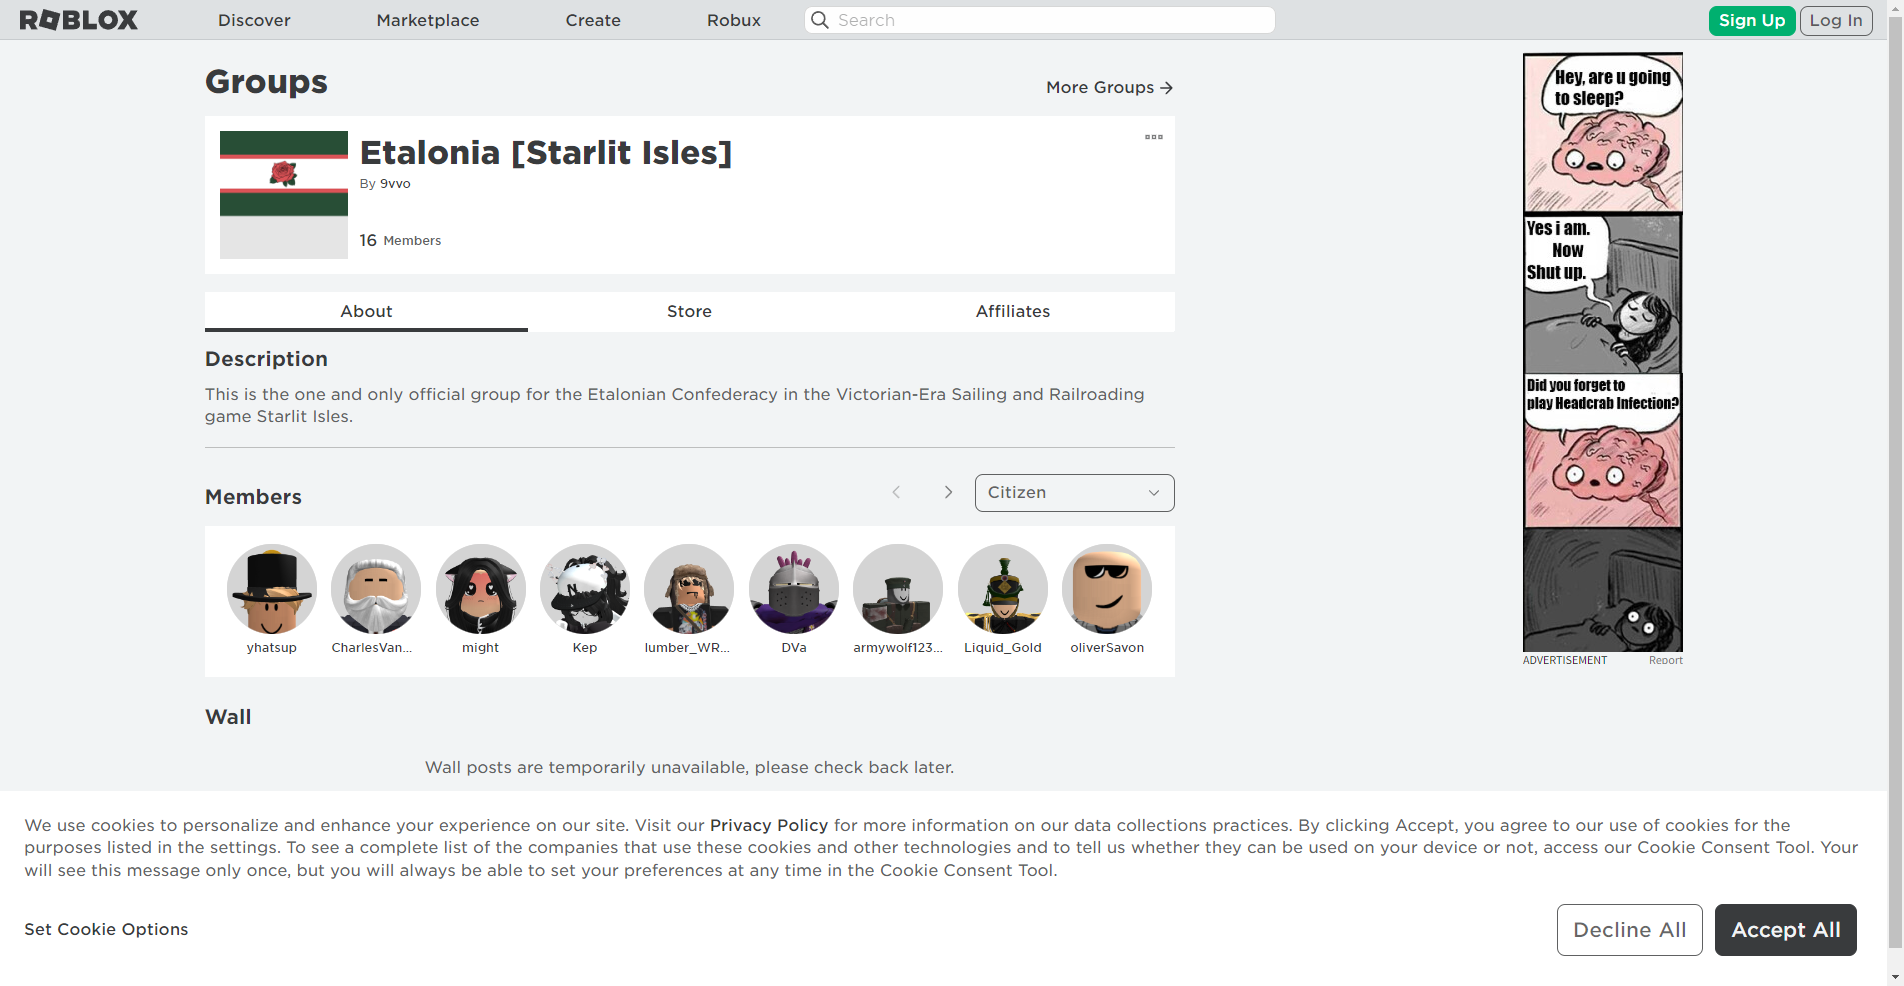 ROBLOX
Discover
Marketplace
Create
Robux
Search
Sign Up
Log In
Groups
More Groups
Etalonia [Starlit Isles]
By 9vvo
16 Members
About
Store
Affiliates
Description
This is the one and only official group for the Etalonian Confederacy in the Victorian-Era Sailing and Railroading
game Starlit Isles.
Members
Citizen
yhatsup
CharlesVan...
might
Kep
lumber_WR...
DVa
armywolf123...
Liquid_Gold
oliverSavon
Wall
Wall posts are temporarily unavailable, please check back later.
Hey, are u going
to sleep?
Yes i am.
Now
Shut up.
Did you forget to
play Headcrab Infection?
ADVERTISEMENT
Report
We use cookies to personalize and enhance your experience on our site. Visit our Privacy Policy for more information on our data collections practices. By clicking Accept, you agree to our use of cookies for the
purposes listed in the settings. To see a complete list of the companies that use these cookies and other technologies and to tell us whether they can be used on your device or not, access our Cookie Consent Tool. Your
will see this message only once, but you will always be able to set your preferences at any time in the Cookie Consent Tool.
Set Cookie Options
Decline All
Accept All